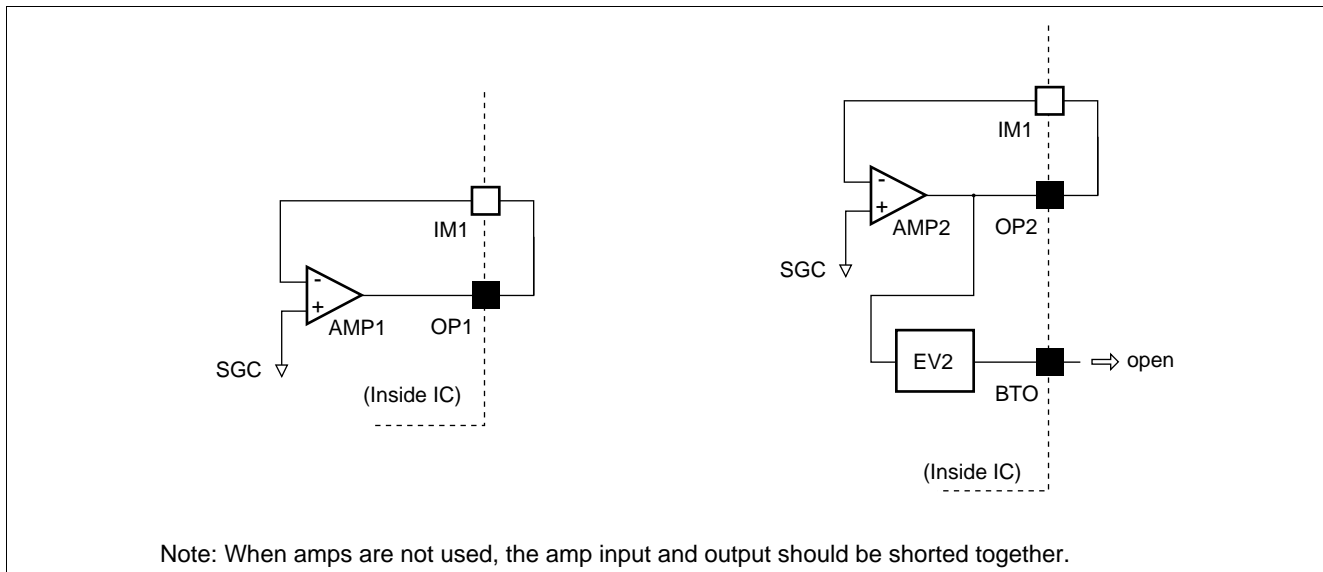 IM1
-
+
AMP1
OP1
SGC
(Inside IC)
IM1
-
+
AMP2
OP2
SGC
EV2
open
BTO
(Inside IC)
Note: When amps are not used, the amp input and output should be shorted together.